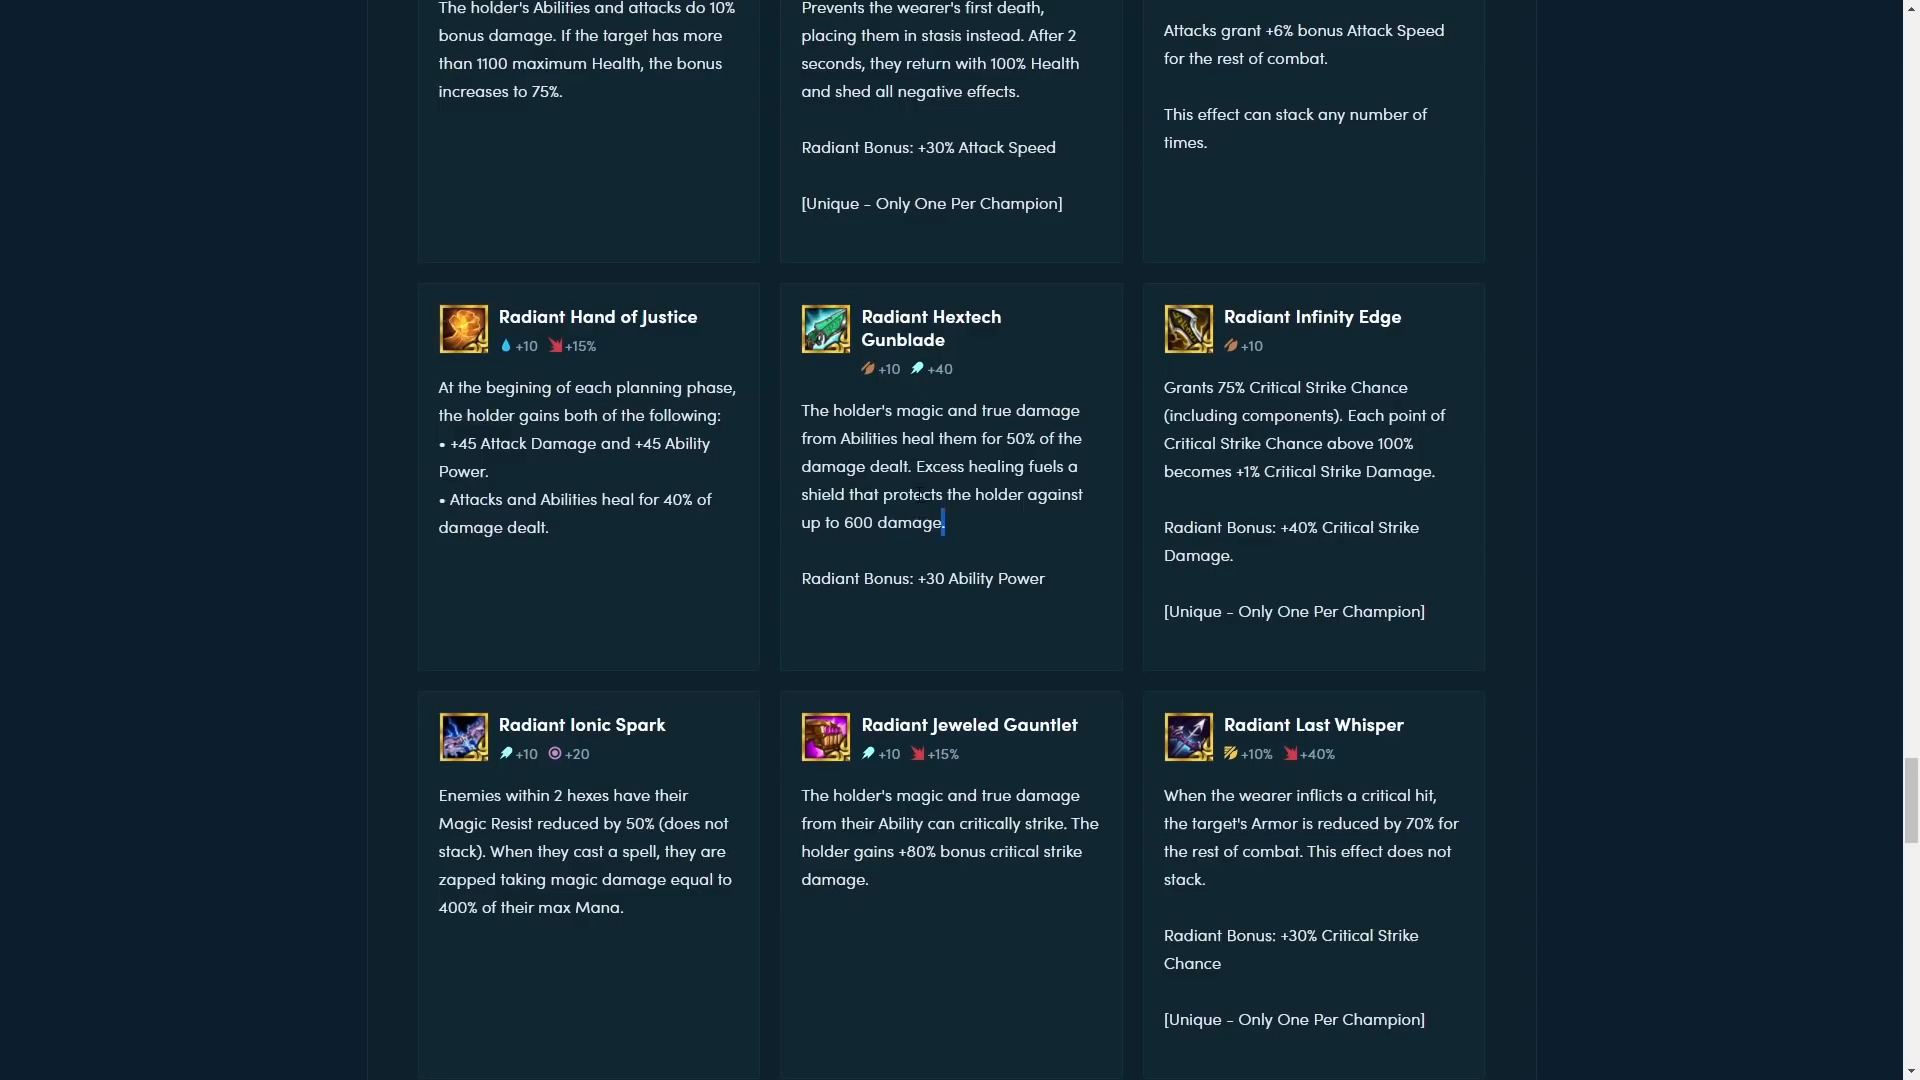 The holder's Abilities and attacks do 10%
bonus damage. If the target has more
than 1100 maximum Health, the bonus
increases to 75%.
Prevents the wearer's first death,
placing them in stasis instead. After 2
seconds, they return with 100% Health
and shed all negative effects.
Radiant Bonus: +30% Attack Speed
[Unique - Only One Per Champion]
Attacks grant +6% bonus Attack Speed
for the rest of combat.
This effect can stack any number of
times.
Radiant Hand of Justice
+10 +15%
At the begining of each planning phase,
the holder gains both of the following:
• +45 Attack Damage and +45 Ability
Power.
• Attacks and Abilities heal for 40% of
damage dealt.
Radiant Hextech
Gunblade
+10 +40
The holder's magic and true damage
from Abilities heal them for 50% of the
damage dealt. Excess healing fuels a
shield that protects the holder against
up to 600 damage.
Radiant Bonus: +30 Ability Power
Radiant Infinity Edge
+10
Grants 75% Critical Strike Chance
(including components). Each point of
Critical Strike Chance above 100%
becomes +1% Critical Strike Damage.
Radiant Bonus: +40% Critical Strike
Damage.
[Unique - Only One Per Champion]
Radiant Ionic Spark
+10 +20
Enemies within 2 hexes have their
Magic Resist reduced by 50% (does not
stack). When they cast a spell, they are
zapped taking magic damage equal to
400% of their max Mana.
Radiant Jeweled Gauntlet
+10 +15%
The holder's magic and true damage
from their Ability can critically strike. The
holder gains +80% bonus critical strike
damage.
Radiant Last Whisper
+10% +40%
When the wearer inflicts a critical hit,
the target's Armor is reduced by 70% for
the rest of combat. This effect does not
stack.
Radiant Bonus: +30% Critical Strike
Chance
[Unique - Only One Per Champion]